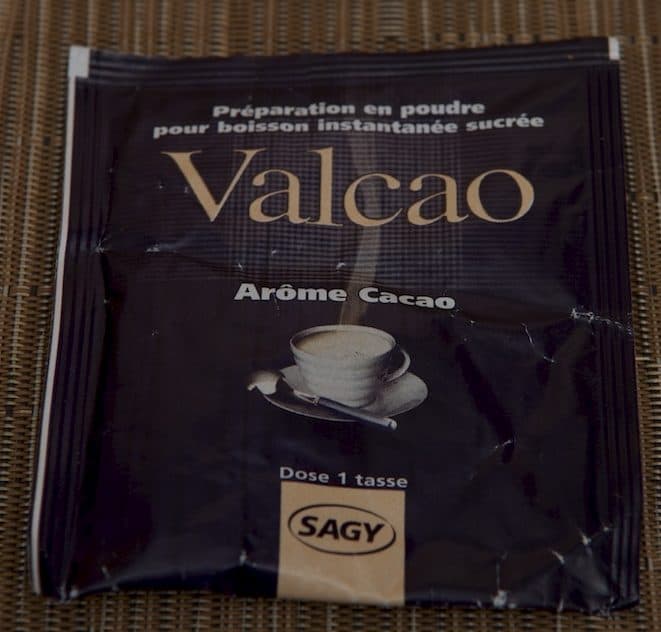 Préparation en poudre
pour boisson instantanée sucrée
Valcao
Arôme Cacao
Dose 1 tasse
SAGY